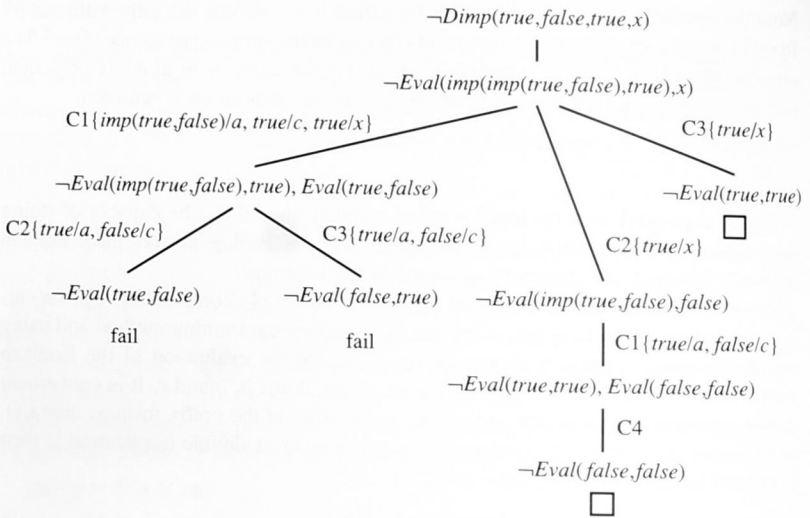 ¬Dimp(true,false,true,x)
¬Eval(imp(imp(true,false),true),x)
C1{imp(true,false)/a, true/c, true/x}
C3{true/x}
¬Eval(imp(true,false),true), Eval(true,false)
¬Eval(true,true)
C2{true/a, false/c}
C3{true/a, false/c}
C2{true/x}
¬Eval(true,false)
¬Eval(false,true)
¬Eval(imp(true,false),false)
fail
fail
C1{true/a, false/c}
¬Eval(true,true), Eval(false,false)
C4
¬Eval(false,false)